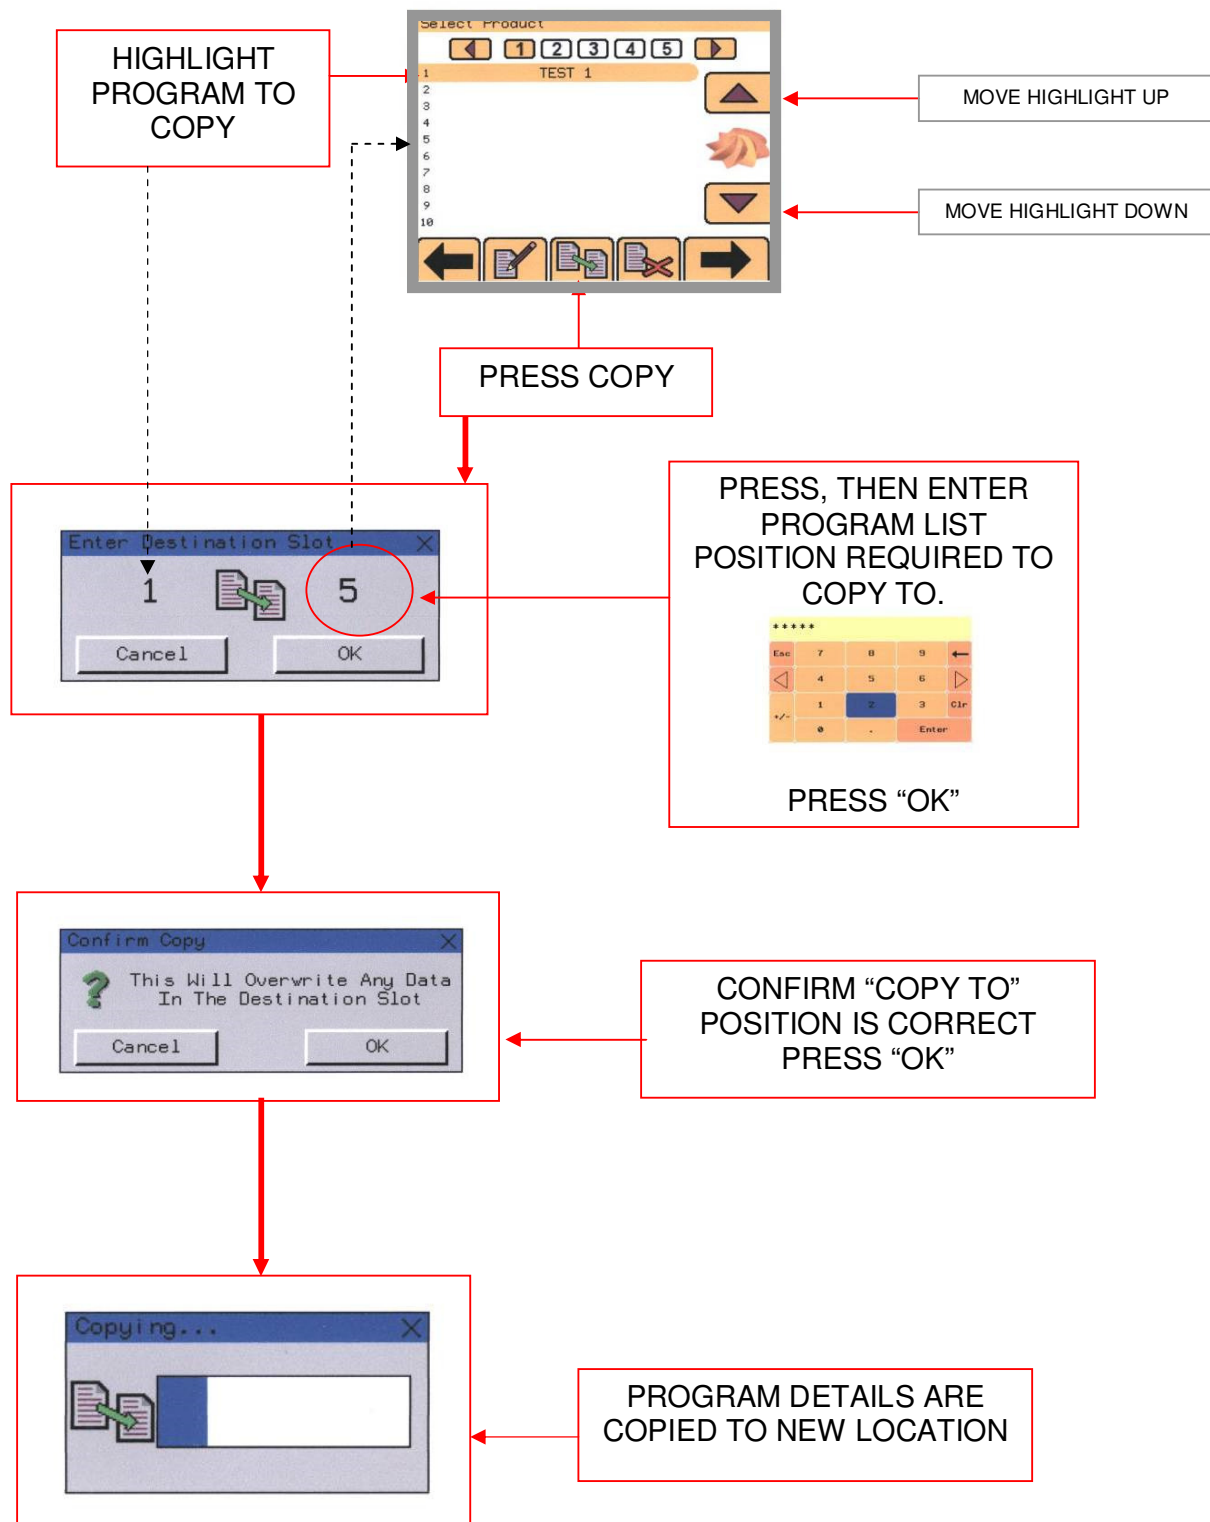 Select Product
HIGHLIGHT
PROGRAM TO
COPY
1 2 3 4 5
1 TEST 1
2
3
4
5
6
7
8
9
10
MOVE HIGHLIGHT UP
MOVE HIGHLIGHT DOWN
PRESS COPY
Enter Destination Slot
1 5
Cancel OK
PRESS, THEN ENTER
PROGRAM LIST
POSITION REQUIRED TO
COPY TO.
*****
Esc 7 8 9
4 5 6
+/- 1 2 3 Clr
0 . Enter
PRESS “OK”
Confirm Copy
This Will Overwrite Any Data
In The Destination Slot
Cancel OK
CONFIRM “COPY TO”
POSITION IS CORRECT
PRESS “OK”
Copying...
PROGRAM DETAILS ARE
COPIED TO NEW LOCATION